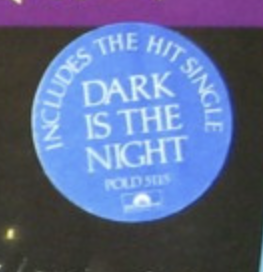 INCLUDES THE HIT SINGLE
DARK
IS THE
NIGHT
POLD 5115